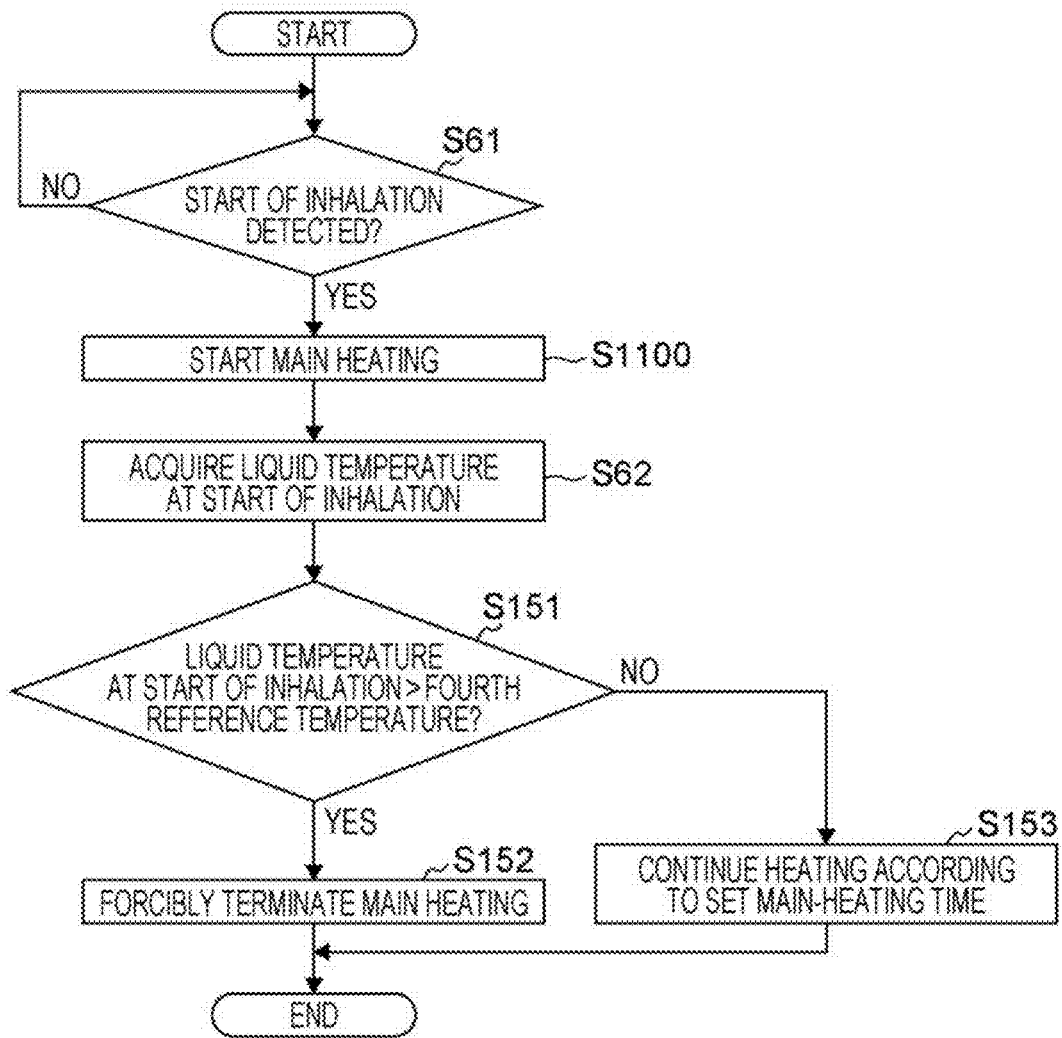 START
S61
NO
START OF INHALATION
DETECTED?
YES
START MAIN HEATING
S1100
ACQUIRE LIQUID TEMPERATURE
AT START OF INHALATION
S62
S151
LIQUID TEMPERATURE
AT START OF INHALATION>FOURTH
REFERENCE TEMPERATURE?
NO
YES
S152
FORCIBLY TERMINATE MAIN HEATING
S153
CONTINUE HEATING ACCORDING
TO SET MAIN-HEATING TIME
END